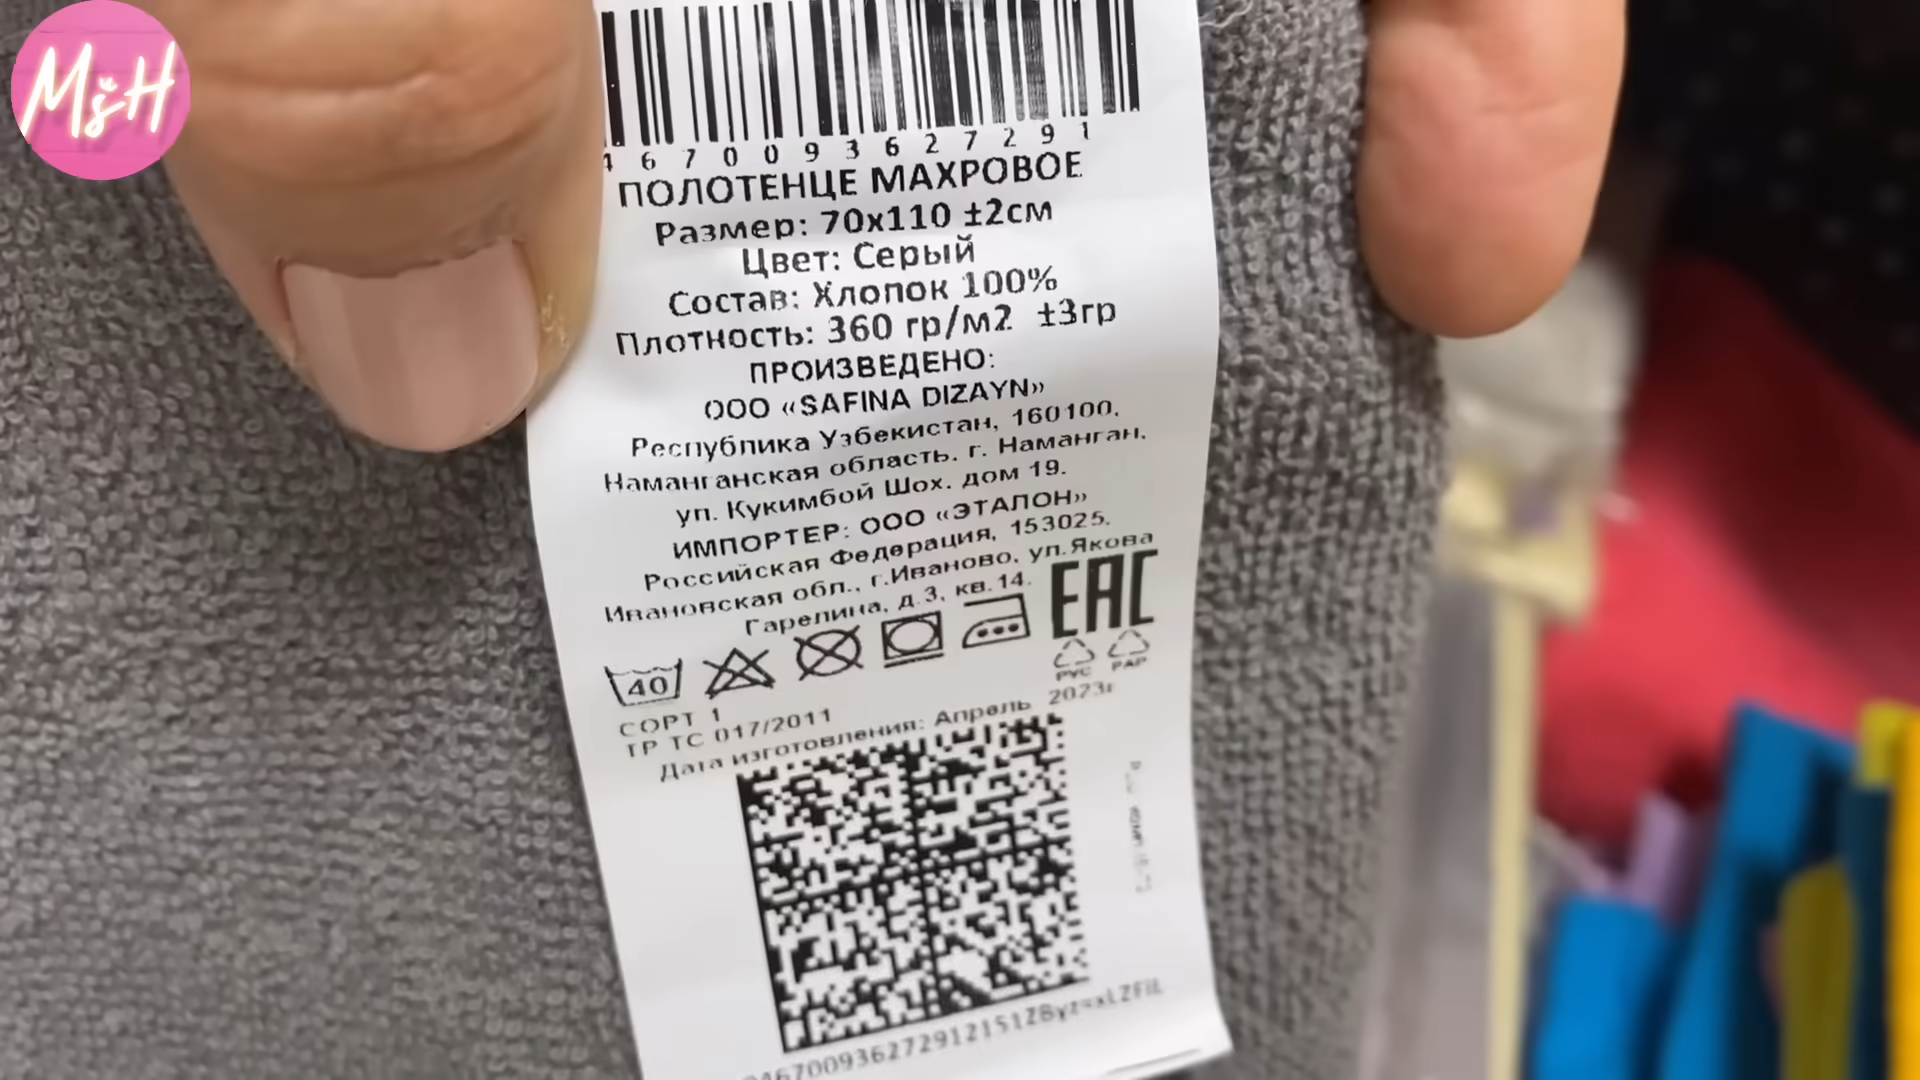 MšH
4670093627291
ПОЛОТЕНЦЕ МАХРОВОЕ
Размер: 70х110 ±2см
Цвет: Серый
Состав: Хлопок 100%
Плотность: 360 гр/м2 ±3гр
ПРОИЗВЕДЕНО:
ООО «SAFINA DIZAYN»
Республика Узбекистан, 160100,
Наманганская область, г. Наманган,
ул. Кукимбой Шох, дом 19.
ИМПОРТЕР: ООО «ЭТАЛОН»
Российская Федерация, 153025,
Ивановская обл., г.Иваново, ул.Якова
Гарелина, д.3, кв.14.
EAC
40
РУС PAP
СОРТ 1
ТР ТС 017/2011
Дата изготовления: Апрель 2023г